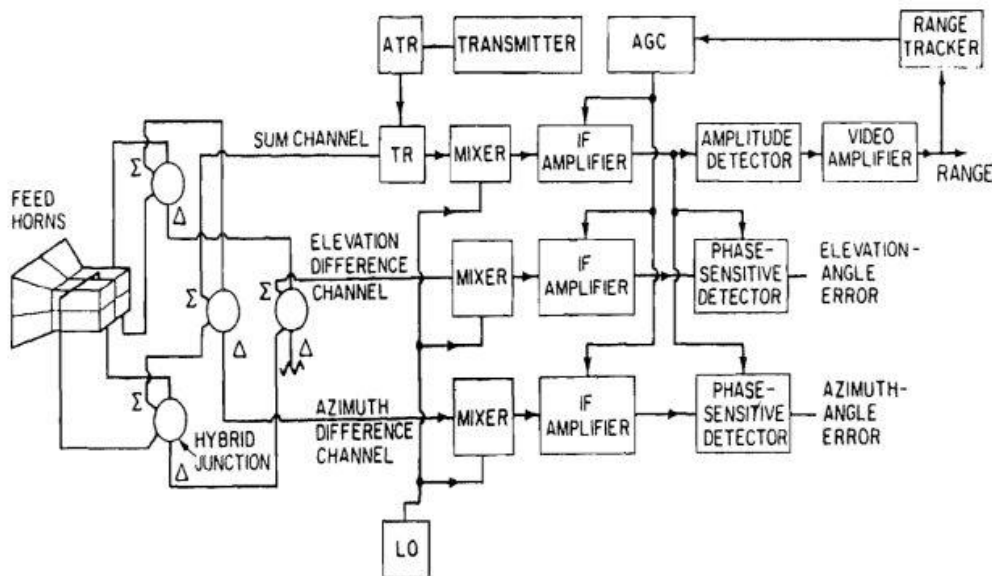 ATR
TRANSMITTER
AGC
RANGE
TRACKER
SUM CHANNEL
TR
MIXER
IF
AMPLIFIER
AMPLITUDE
DETECTOR
VIDEO
AMPLIFIER
RANGE
Σ
Δ
FEED
HORNS
ELEVATION
DIFFERENCE
CHANNEL
MIXER
IF
AMPLIFIER
PHASE-
SENSITIVE
DETECTOR
ELEVATION-
ANGLE
ERROR
Σ
Σ
Δ
Δ
Σ
HYBRID
JUNCTION
Δ
AZIMUTH
DIFFERENCE
CHANNEL
MIXER
IF
AMPLIFIER
PHASE-
SENSITIVE
DETECTOR
AZIMUTH-
ANGLE
ERROR
LO